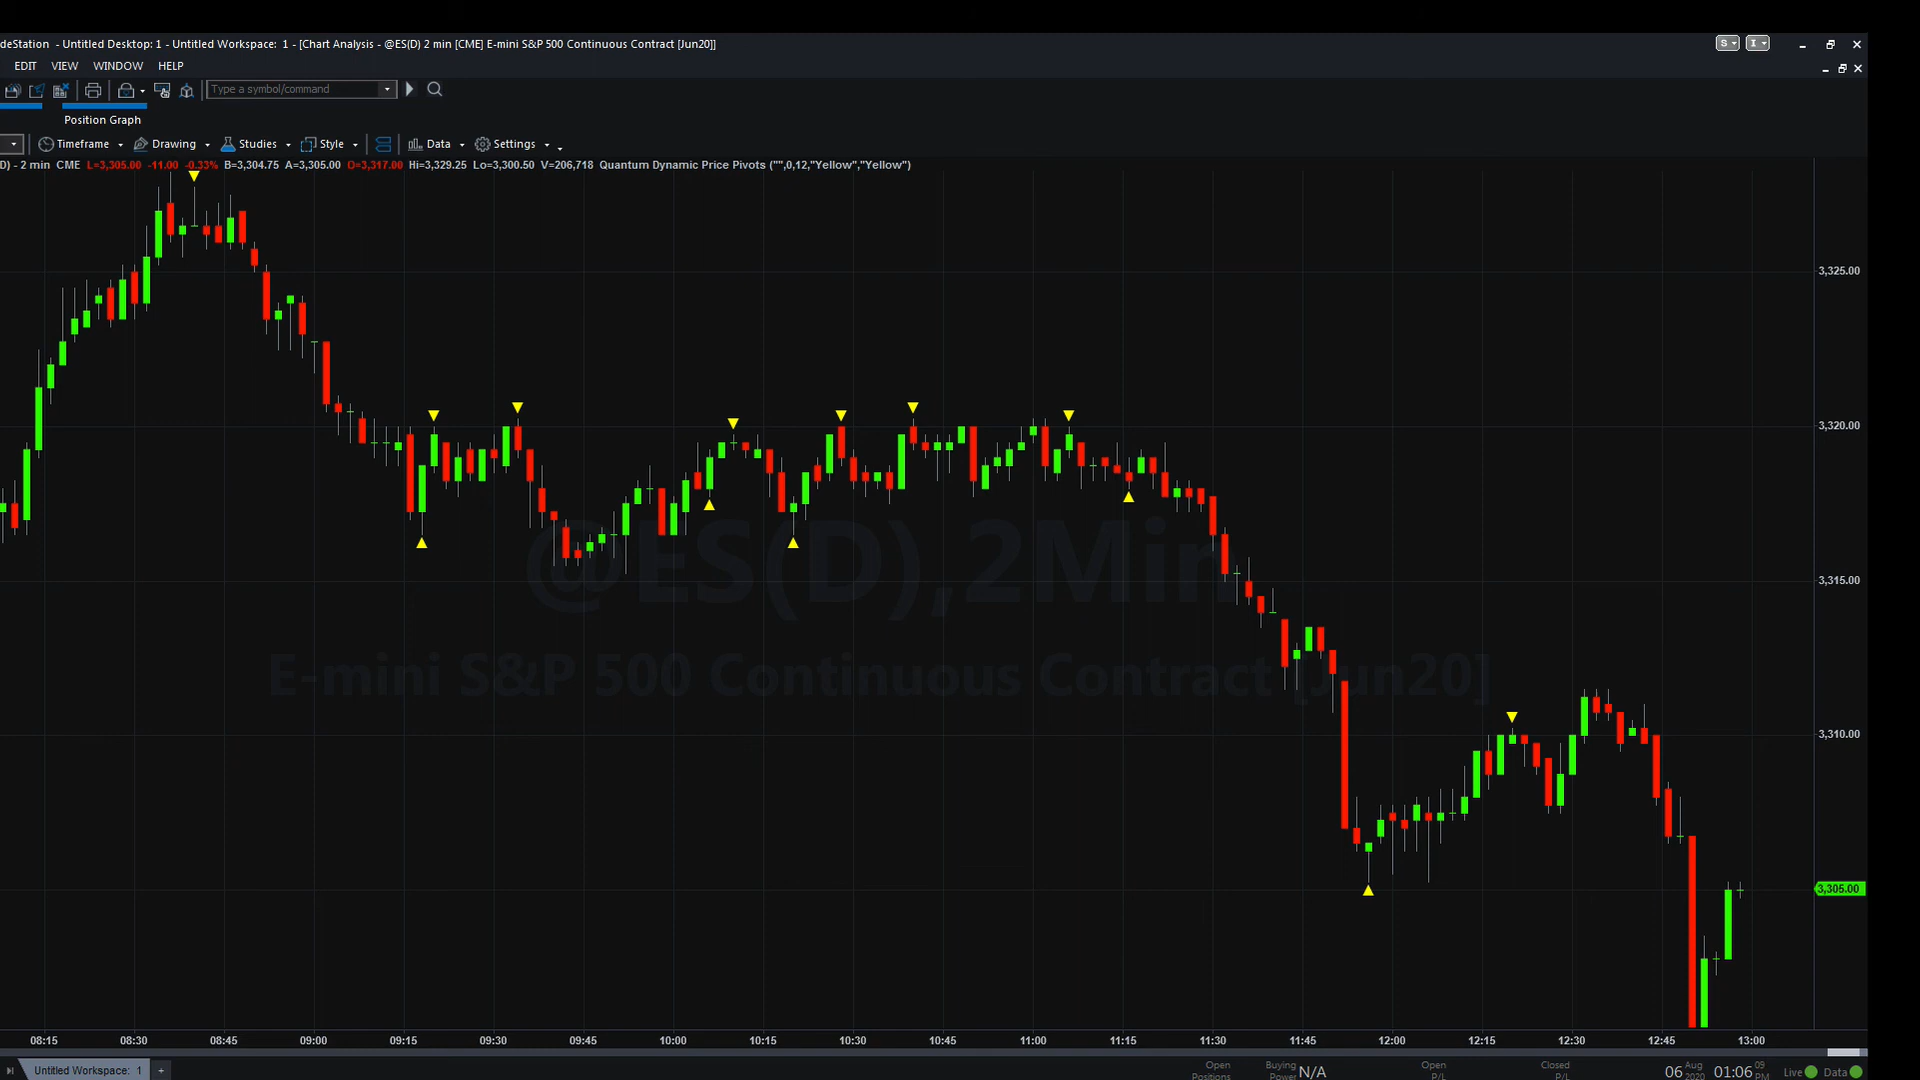 deStation - Untitled Desktop: 1 - Untitled Workspace: 1 - [Chart Analysis - @ES(D) 2 min [CME] E-mini S&P 500 Continuous Contract [Jun20]]
S I
EDIT VIEW WINDOW HELP
Type a symbol/command
Position Graph
Timeframe Drawing Studies Style Data Settings
D) - 2 min CME L=3,305.00 -11.00 -0.33% B=3,304.75 A=3,305.00 O=3,317.00 Hi=3,329.25 Lo=3,300.50 V=206,718 Quantum Dynamic Price Pivots ("",0,12,"Yellow","Yellow")
3,325.00
3,320.00
@ES(D),2Min
3,315.00
E-mini S&P 500 Continuous Contract [Jun20]
3,310.00
3,305.00
08:15 08:30 08:45 09:00 09:15 09:30 09:45 10:00 10:15 10:30 10:45 11:00 11:15 11:30 11:45 12:00 12:15 12:30 12:45 13:00
Untitled Workspace: 1 +
Open Positions Buying Power N/A Open P/L Closed P/L 06 Aug 2020 01:06 09 PM Live Data